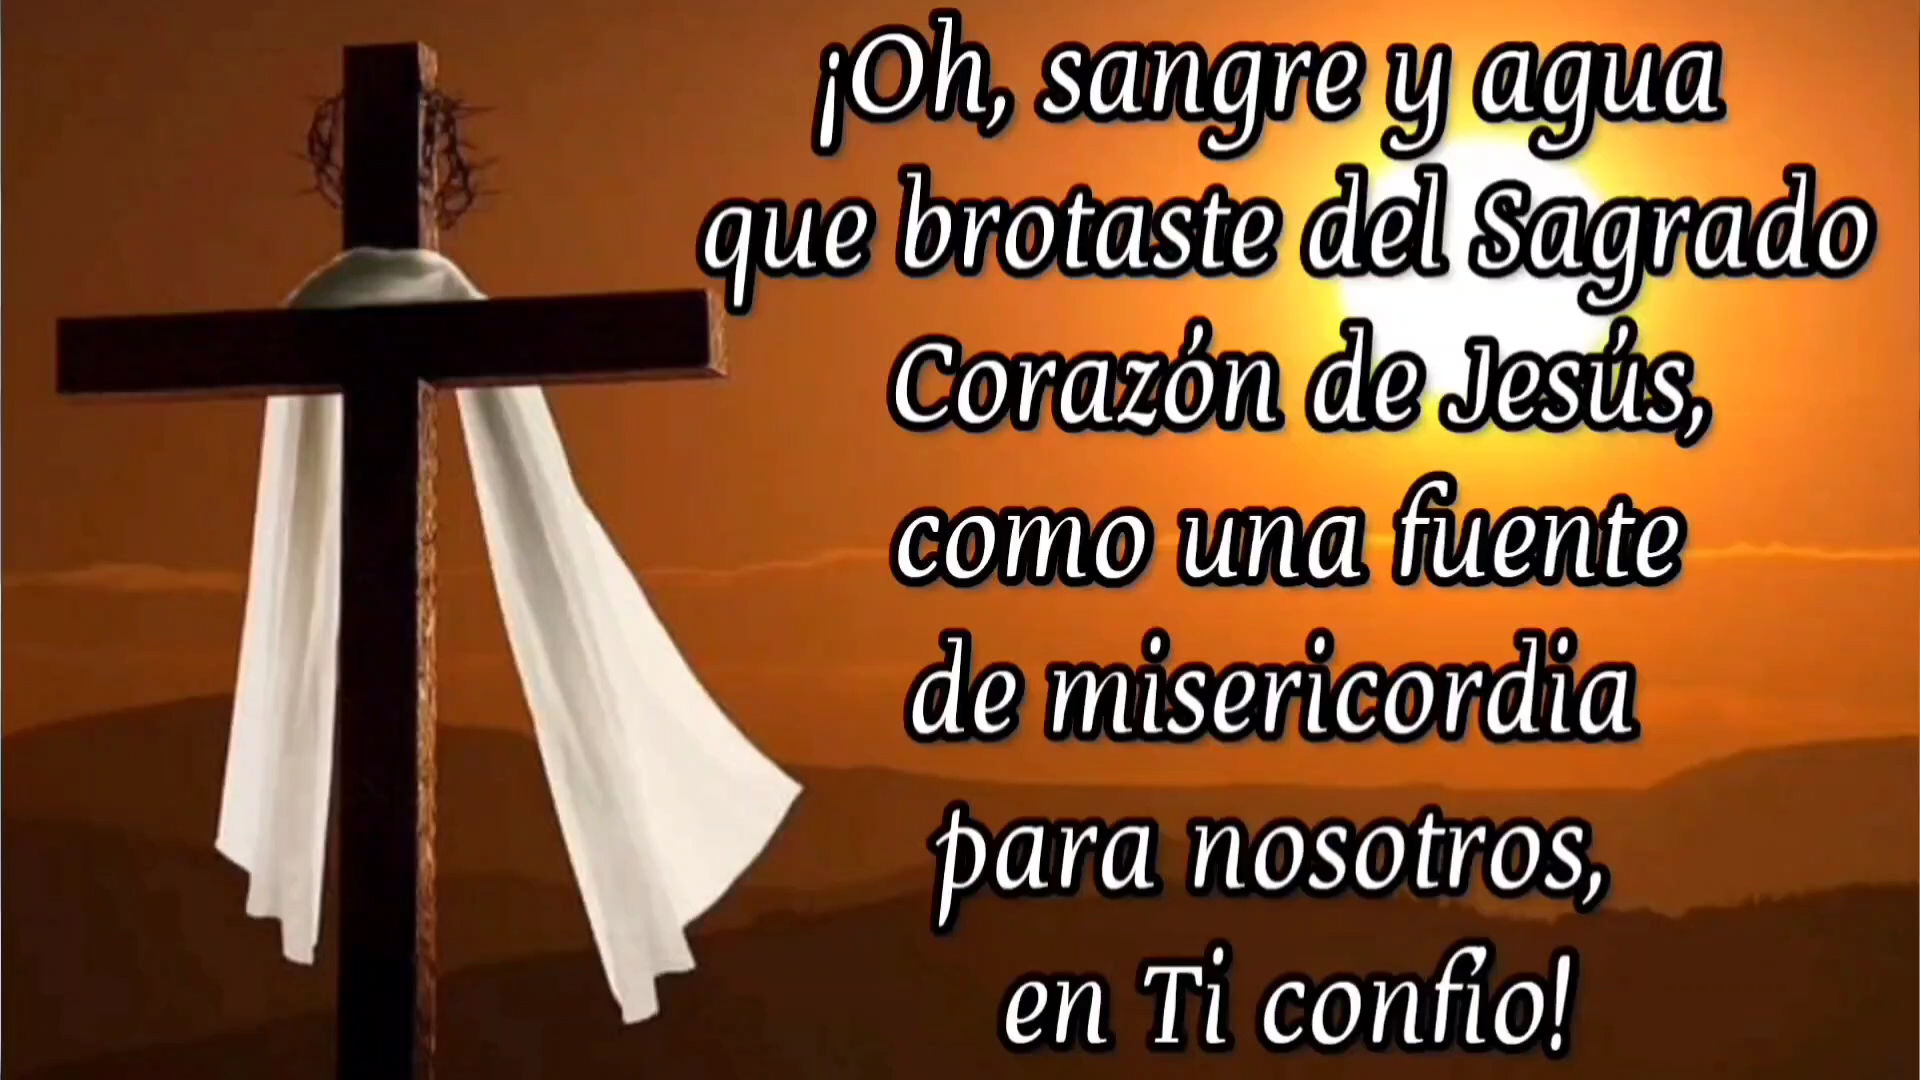 ¡Oh, sangre y agua
que brotaste del Sagrado
Corazón de Jesús,
como una fuente
de misericordia
para nosotros,
en Ti confío!